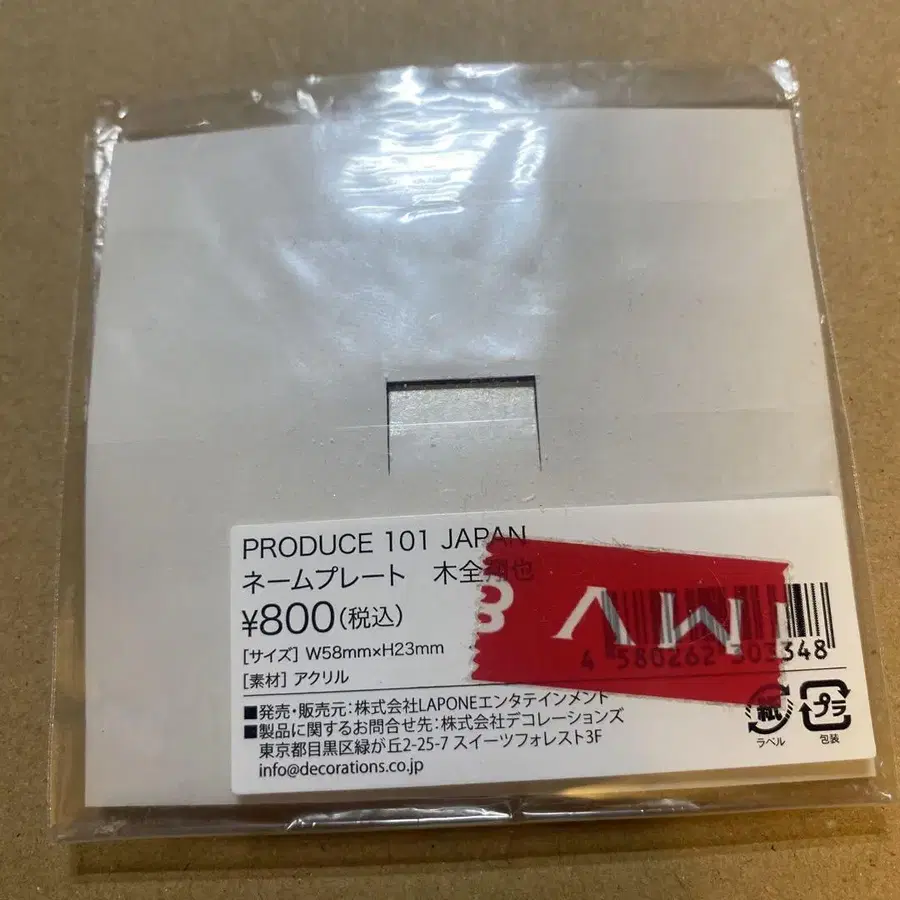 PRODUCE 101 JAPAN
ネームプレート 木全翔也
¥800(税込)
[サイズ] W58mm×H23mm
[素材] アクリル
4 580262 303348
■発売・販売元:株式会社LAPONEエンタテインメント
■製品に関するお問合せ先:株式会社デコレーションズ
東京都目黒区緑が丘2-25-7 スイーツフォレスト3F
info@decorations.co.jp
紙
ラベル
プラ
包装